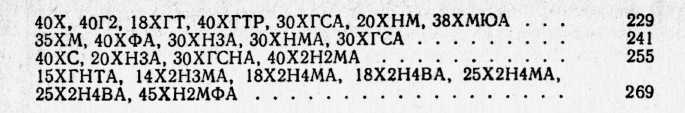 40Х, 40Г2, 18ХГТ, 40ХГТР, 30ХГСА, 20ХНМ, 38ХМЮА . . . 229
35ХМ, 40ХФА, 30ХН3А, 30ХНМА, 30ХГСА . . . . . . . . . 241
40ХС, 20ХН3А, 30ХГСНА, 40Х2Н2МА . . . . . . . . . . . 255
15ХГНТА, 14Х2Н3МА, 18Х2Н4МА, 18Х2Н4ВА, 25Х2Н4МА,
25Х2Н4ВА, 45ХН2МФА . . . . . . . . . . . . . . . . . . 269